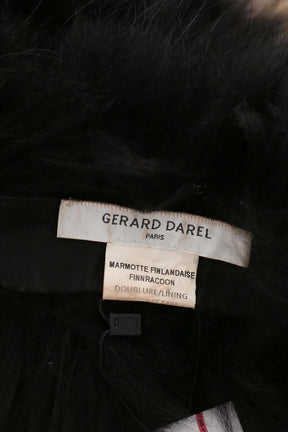 GERARD DAREL
PARIS
MARMOTTE FINLANDAISE
FINNRACOON
DOUBLURE/LINING